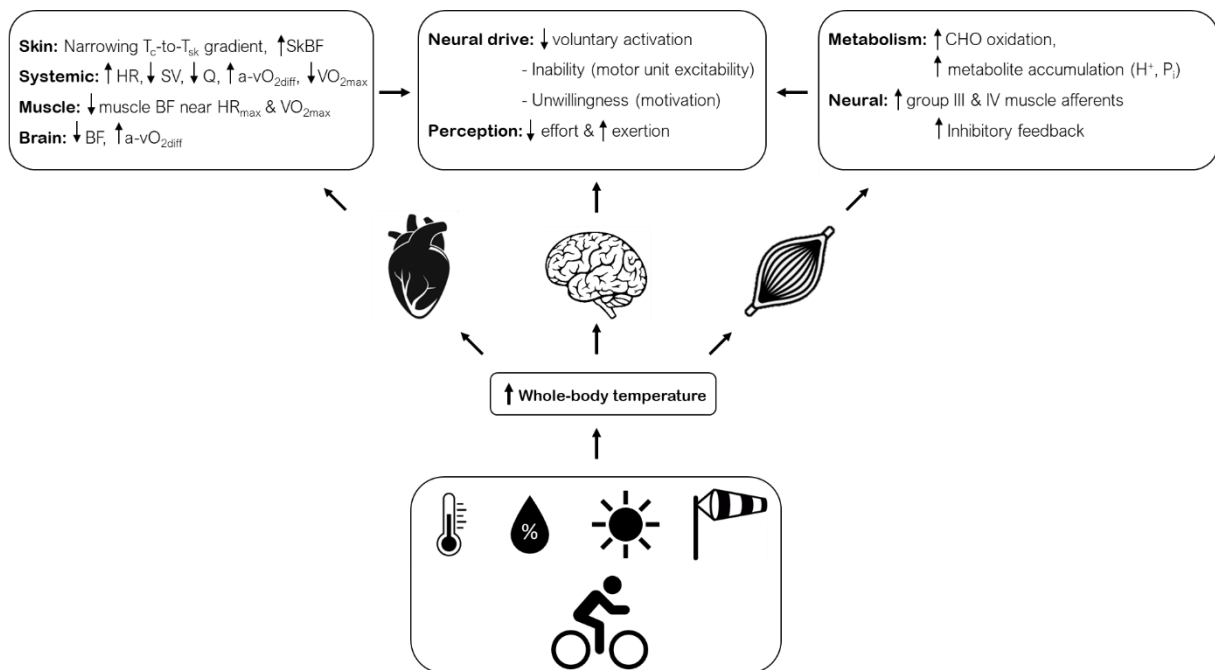 Skin: Narrowing Tc-to-Tsk gradient, ↑SkBF
Systemic: ↑HR, ↓ SV, ↓ Q, ↑ a-vO2diff, ↓VO2max
Muscle: ↓ muscle BF near HRmax & VO2max
Brain: ↓BF, ↑a-vO2diff
Neural drive: ↓ voluntary activation
- Inability (motor unit excitability)
- Unwillingness (motivation)
Perception: ↓ effort & ↑ exertion
Metabolism: ↑ CHO oxidation,
↑ metabolite accumulation (H+, Pi)
Neural: ↑ group III & IV muscle afferents
↑ Inhibitory feedback
↑ Whole-body temperature
%